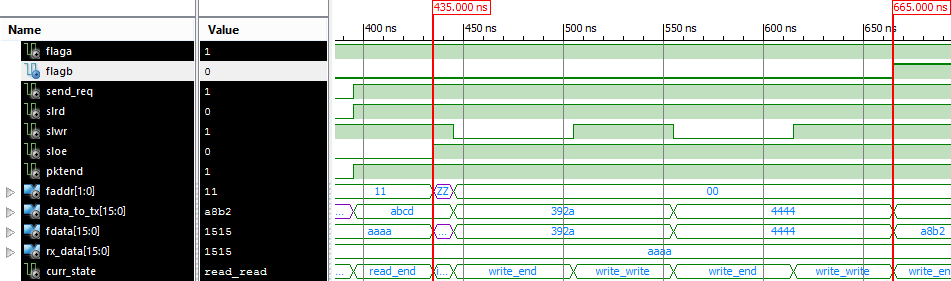 435.000 ns 665.000 ns
Name Value 400 ns 450 ns 500 ns 550 ns 600 ns 650 ns
flaga 1
flagb 0
send_req 1
slrd 0
slwr 1
sloe 0
pktend 1
faddr[1:0] 11 11 ZZ 00
data_to_tx[15:0] a8b2 ... abcd 392a 4444
fdata[15:0] 1515 aaaa ... 392a 4444 a8b2
rx_data[15:0] 1515 aaaa
curr_state read_read ... read_end i... write_end write_write write_end write_write write_en